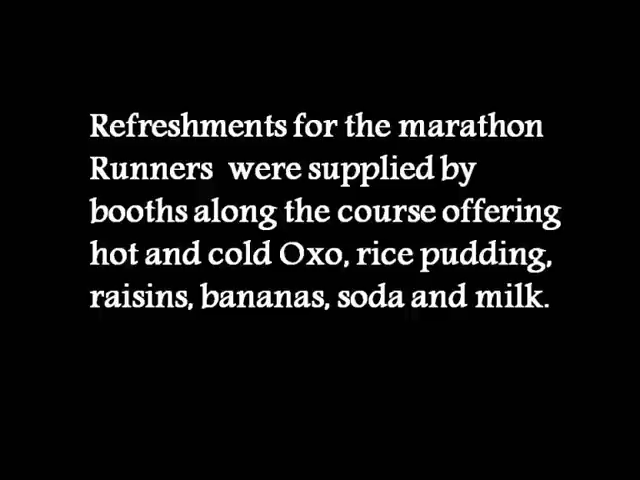 Refreshments for the marathon
Runners  were supplied by
booths along the course offering
hot and cold Oxo, rice pudding,
raisins, bananas, soda and milk.